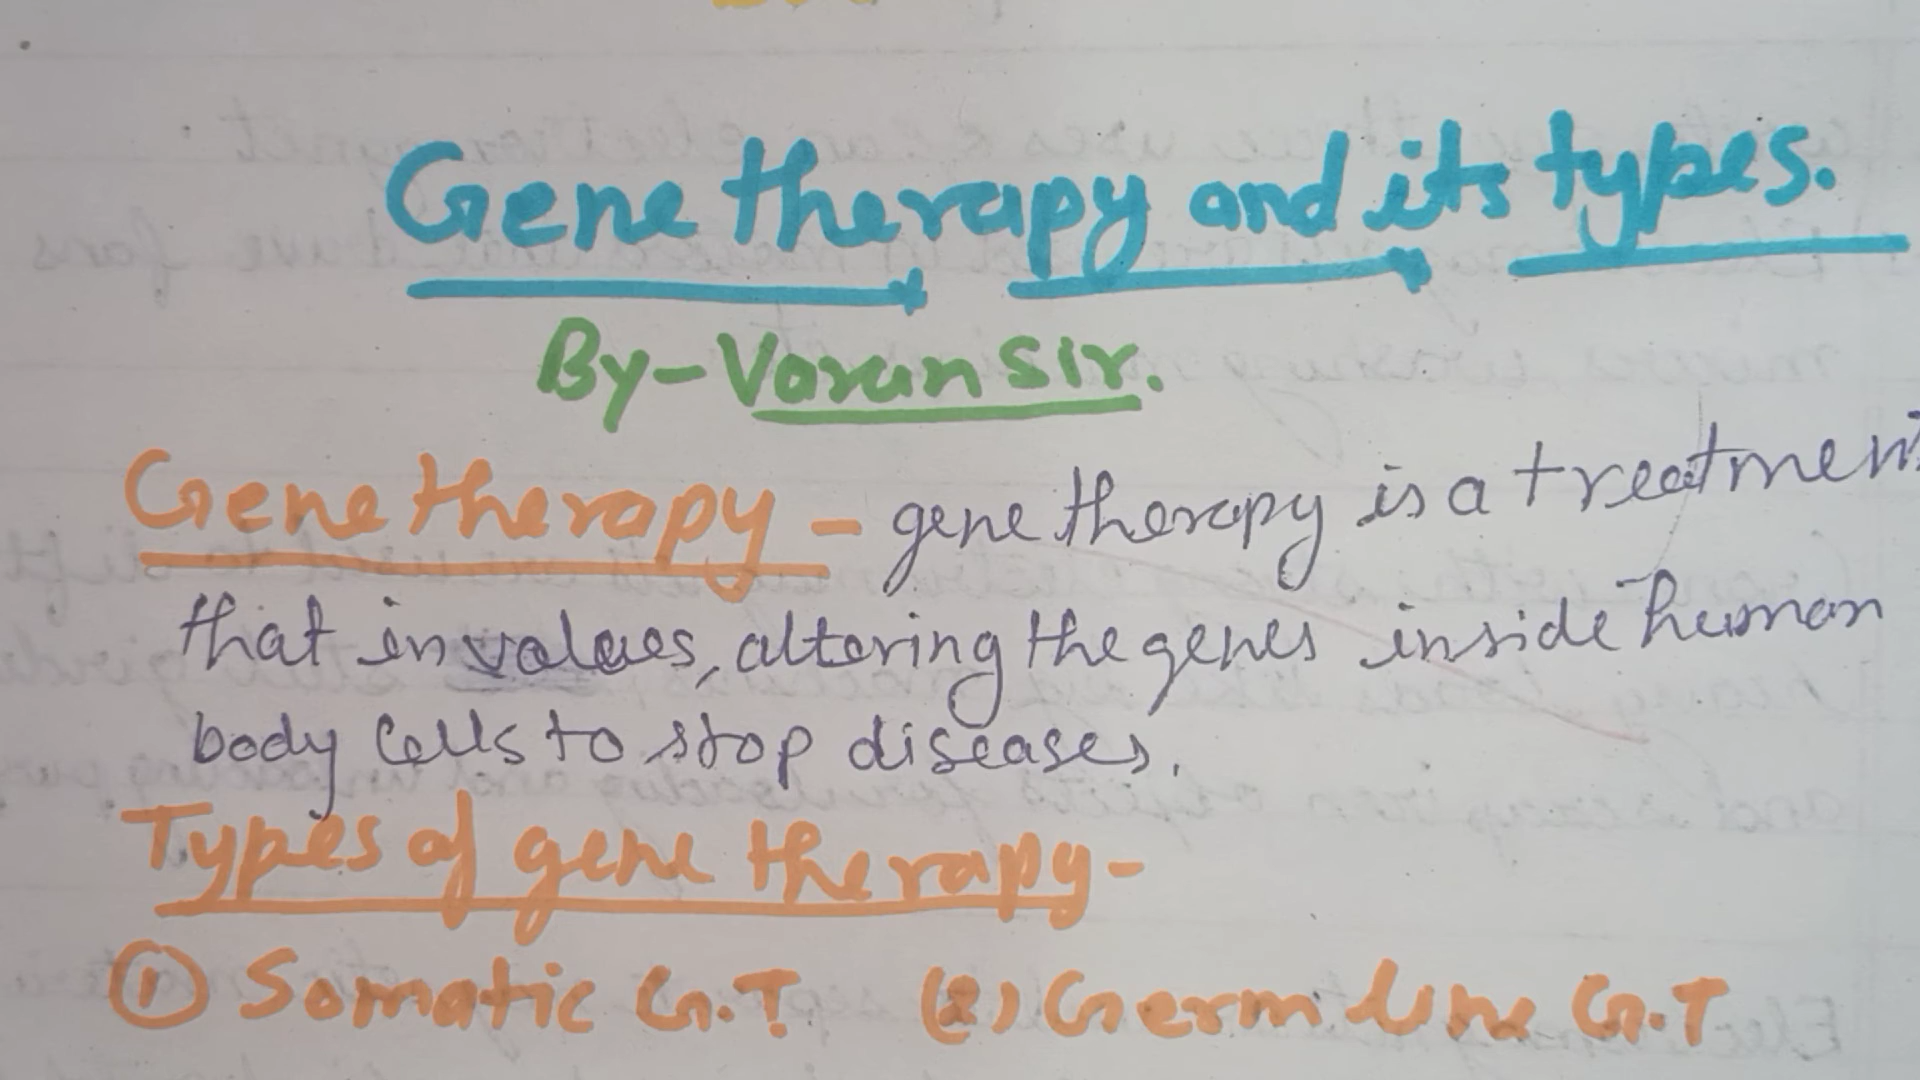 Gene therapy and its types.
By-Varun Sir.
Gene therapy - gene therapy is a treatment
that involves, altering the genes inside human
body cells to stop diseases.
Types of gene therapy-
① Somatic G.T (2) Germ line G.T